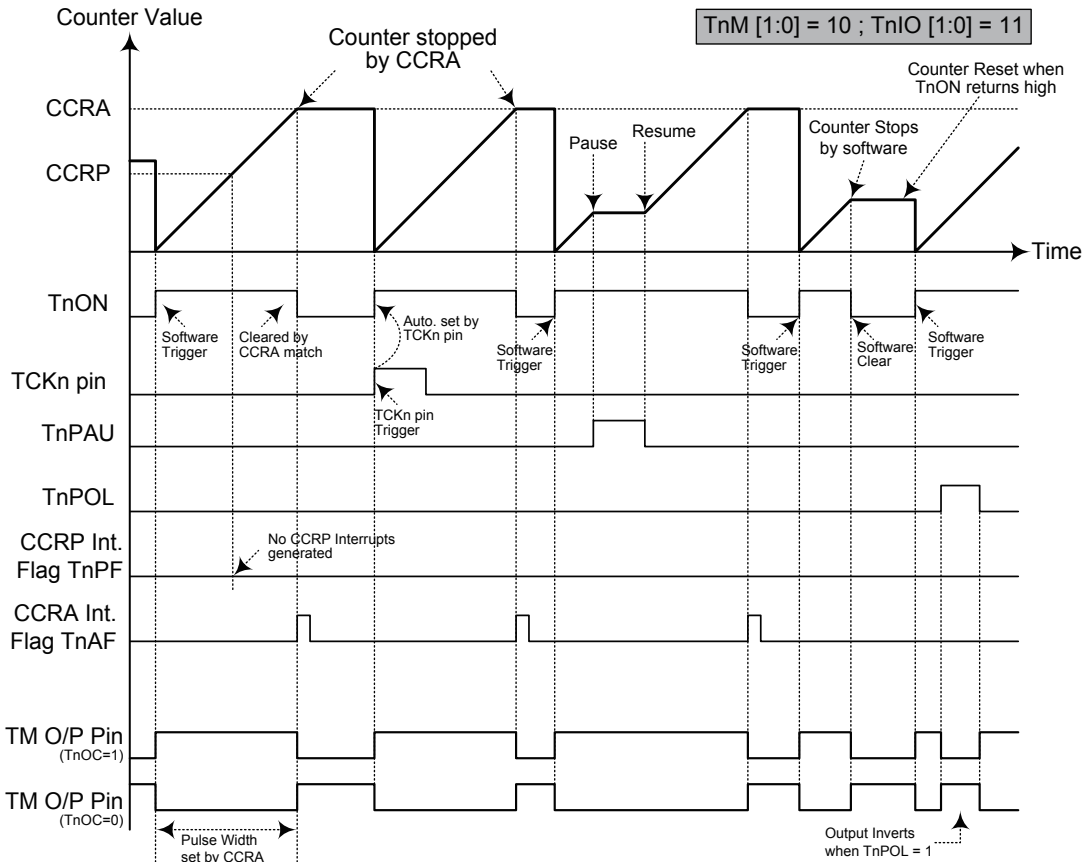 Counter Value
TnM [1:0] = 10 ; TnIO [1:0] = 11
Counter stopped
by CCRA
Counter Reset when
TnON returns high
CCRA
Pause
Resume
Counter Stops
by software
CCRP
Time
TnON
Software
Trigger
Cleared by
CCRA match
Auto. set by
TCKn pin
Software
Trigger
Software
Trigger
Software
Clear
Software
Trigger
TCKn pin
TCKn pin
Trigger
TnPAU
TnPOL
CCRP Int.
Flag TnPF
No CCRP Interrupts
generated
CCRA Int.
Flag TnAF
TM O/P Pin
(TnOC=1)
TM O/P Pin
(TnOC=0)
Pulse Width
set by CCRA
Output Inverts
when TnPOL = 1